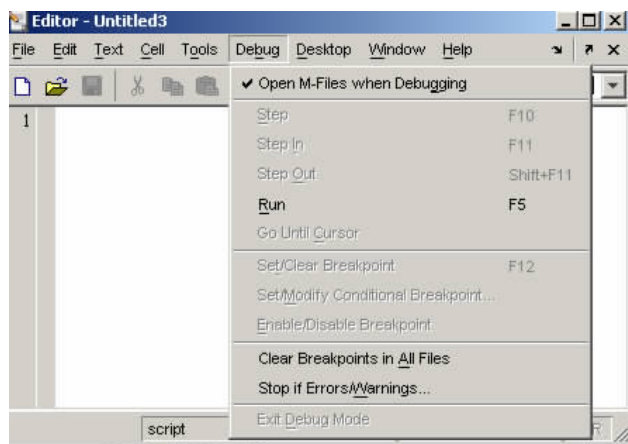 Editor - Untitled3
File Edit Text Cell Tools Debug Desktop Window Help
1
Open M-Files when Debugging
Step F10
Step In F11
Step Out Shift+F11
Run F5
Go Until Cursor
Set/Clear Breakpoint F12
Set/Modify Conditional Breakpoint...
Enable/Disable Breakpoint
Clear Breakpoints in All Files
Stop if Errors/Warnings...
Exit Debug Mode
script
R